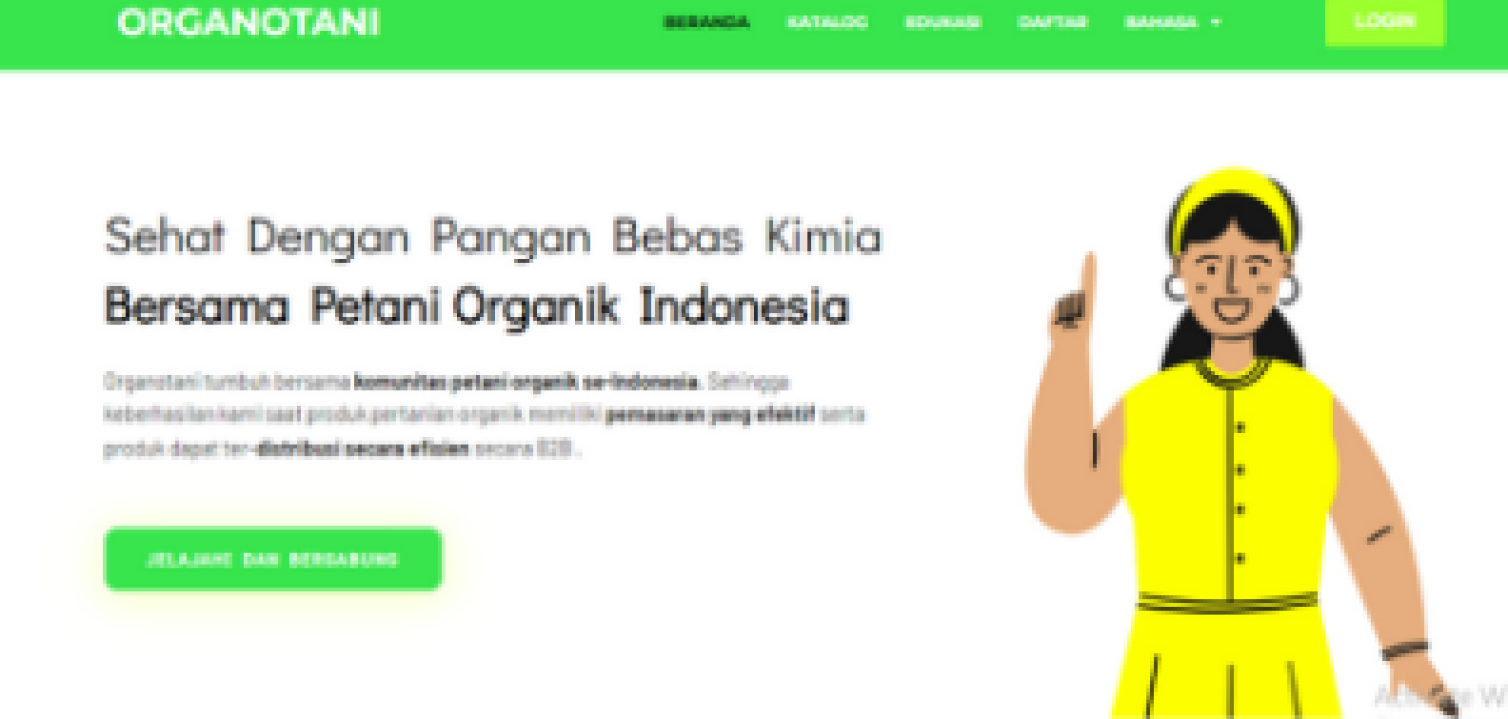 ORGANOTANI
BERANDA KATALOG EDUKASI DAFTAR BAHASA LOGIN
Sehat Dengan Pangan Bebas Kimia
Bersama Petani Organik Indonesia
Organotani tumbuh bersama komunitas petani organik se-Indonesia. Sehingga
keberhasilan kami saat produk pertanian organik memiliki pemasaran yang efektif serta
produk dapat ter-distribusi secara efisien secara B2B.
JELAJAHI DAN BERGABUNG